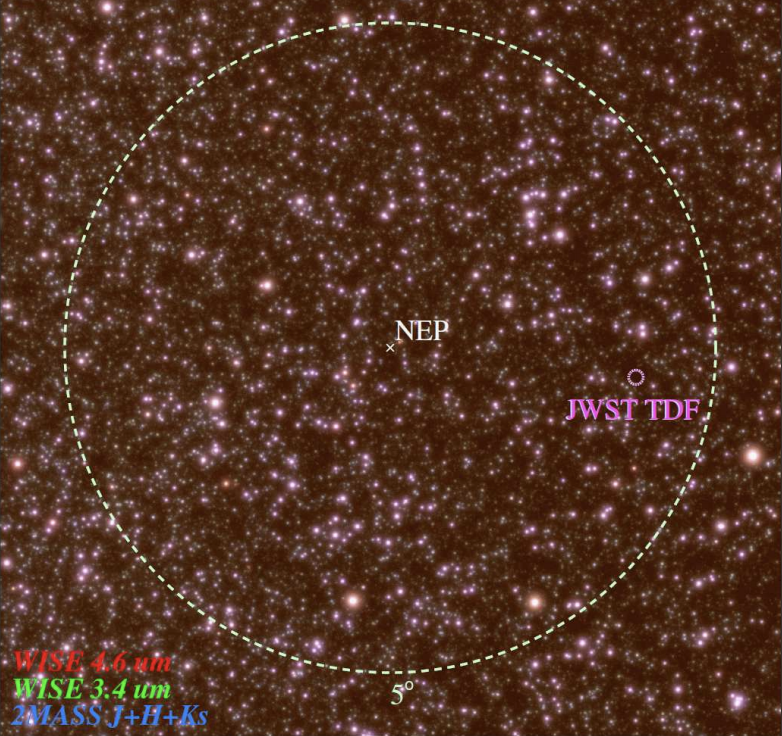 NEP
JWST TDF
WISE 4.6 um
WISE 3.4 um
2MASS J+H+Ks
5°